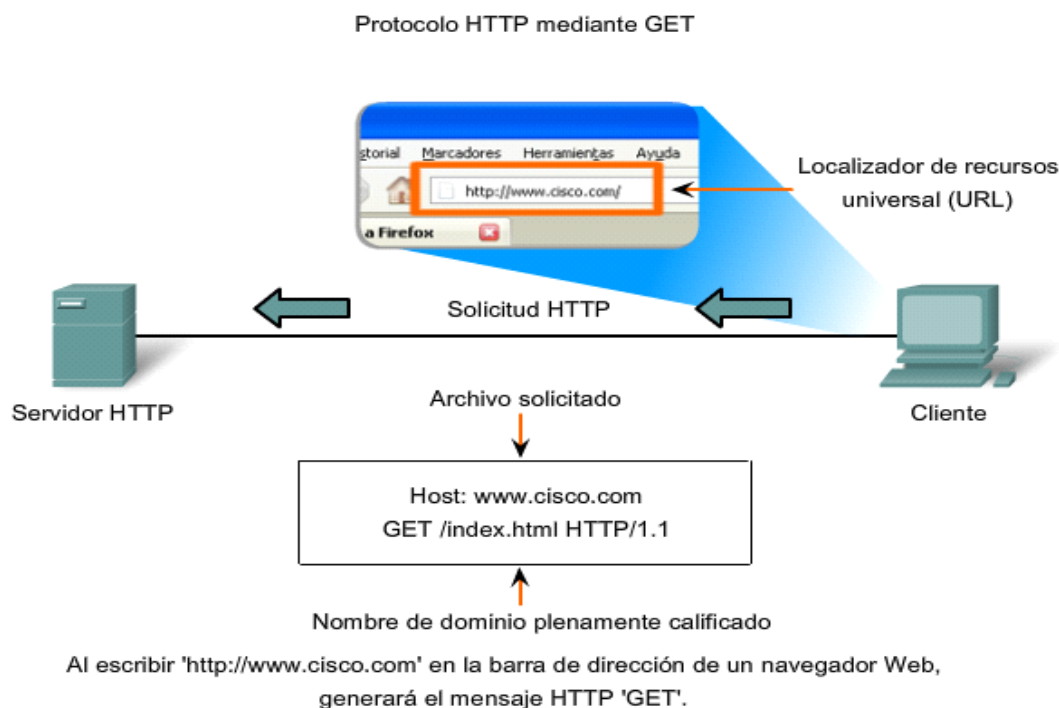 Protocolo HTTP mediante GET
storial Marcadores Herramientas Ayuda
http://www.cisco.com/
a Firefox
Localizador de recursos
universal (URL)
Solicitud HTTP
Servidor HTTP
Cliente
Archivo solicitado
Host: www.cisco.com
GET /index.html HTTP/1.1
Nombre de dominio plenamente calificado
Al escribir 'http://www.cisco.com' en la barra de dirección de un navegador Web,
generará el mensaje HTTP 'GET'.